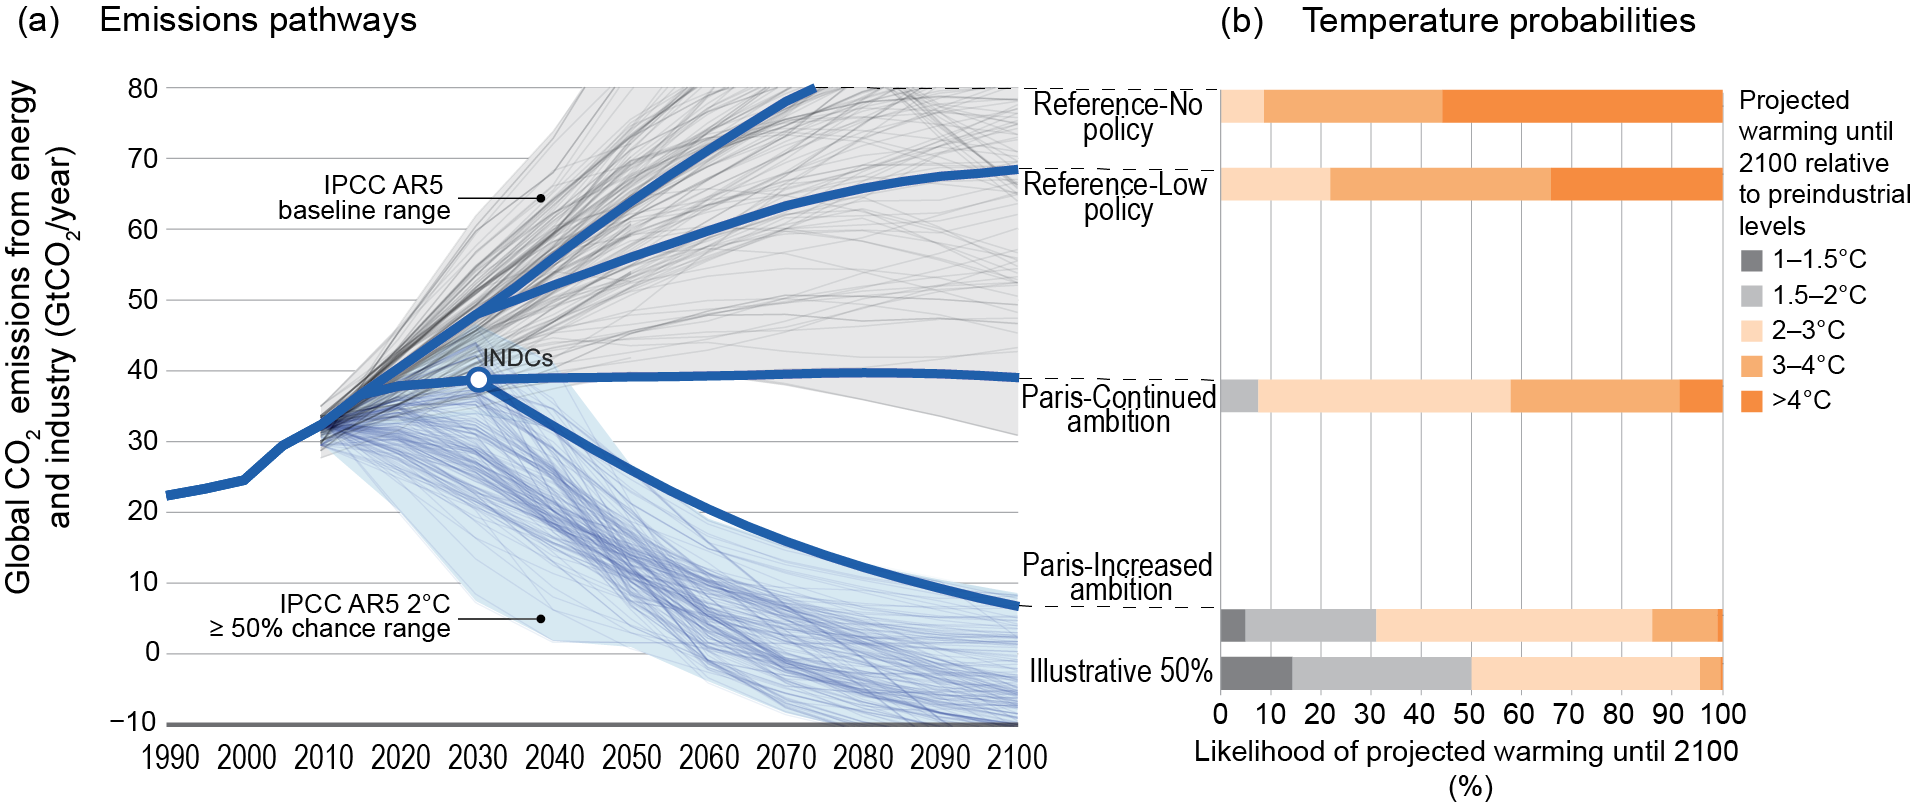 (a) Emissions pathways
Global CO2 emissions from energy
and industry (GtCO2/year)
80
70
60
50
40
30
20
10
0
−10
1990 2000 2010 2020 2030 2040 2050 2060 2070 2080 2090 2100
IPCC AR5
baseline range
INDCs
IPCC AR5 2°C
≥ 50% chance range
Reference-No
policy
Reference-Low
policy
Paris-Continued
ambition
Paris-Increased
ambition
Illustrative 50%
(b) Temperature probabilities
0 10 20 30 40 50 60 70 80 90 100
Likelihood of projected warming until 2100
(%)
Projected
warming until
2100 relative
to preindustrial
levels
1–1.5°C
1.5–2°C
2–3°C
3–4°C
>4°C